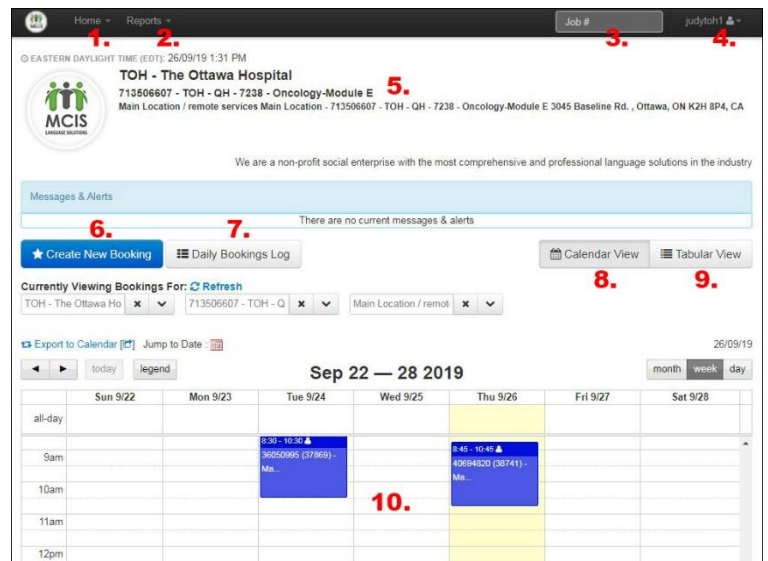 MCIS Home Reports Job # judytoh1
1. 2. 3. 4.
EASTERN DAYLIGHT TIME (EDT): 26/09/19 1:31 PM
TOH - The Ottawa Hospital
713506607 - TOH - QH - 7238 - Oncology-Module E 5.
Main Location / remote services Main Location - 713506607 - TOH - QH - 7238 - Oncology-Module E 3045 Baseline Rd. , Ottawa, ON K2H 8P4, CA
MCIS
LANGUAGE SOLUTIONS
We are a non-profit social enterprise with the most comprehensive and professional language solutions in the industry
Messages & Alerts
There are no current messages & alerts
6. 7.
Create New Booking Daily Bookings Log Calendar View Tabular View
8. 9.
Currently Viewing Bookings For: Refresh
TOH - The Ottawa Ho 713506607 - TOH - Q Main Location / remot
Export to Calendar [ ] Jump to Date : 26/09/19
today legend Sep 22 — 28 2019 month week day
Sun 9/22 Mon 9/23 Tue 9/24 Wed 9/25 Thu 9/26 Fri 9/27 Sat 9/28
all-day
8:30 - 10:30
36050995 (37869) -
Ma...
8:45 - 10:45
40694820 (38741) -
Ma...
9am
10am
10.
11am
12pm